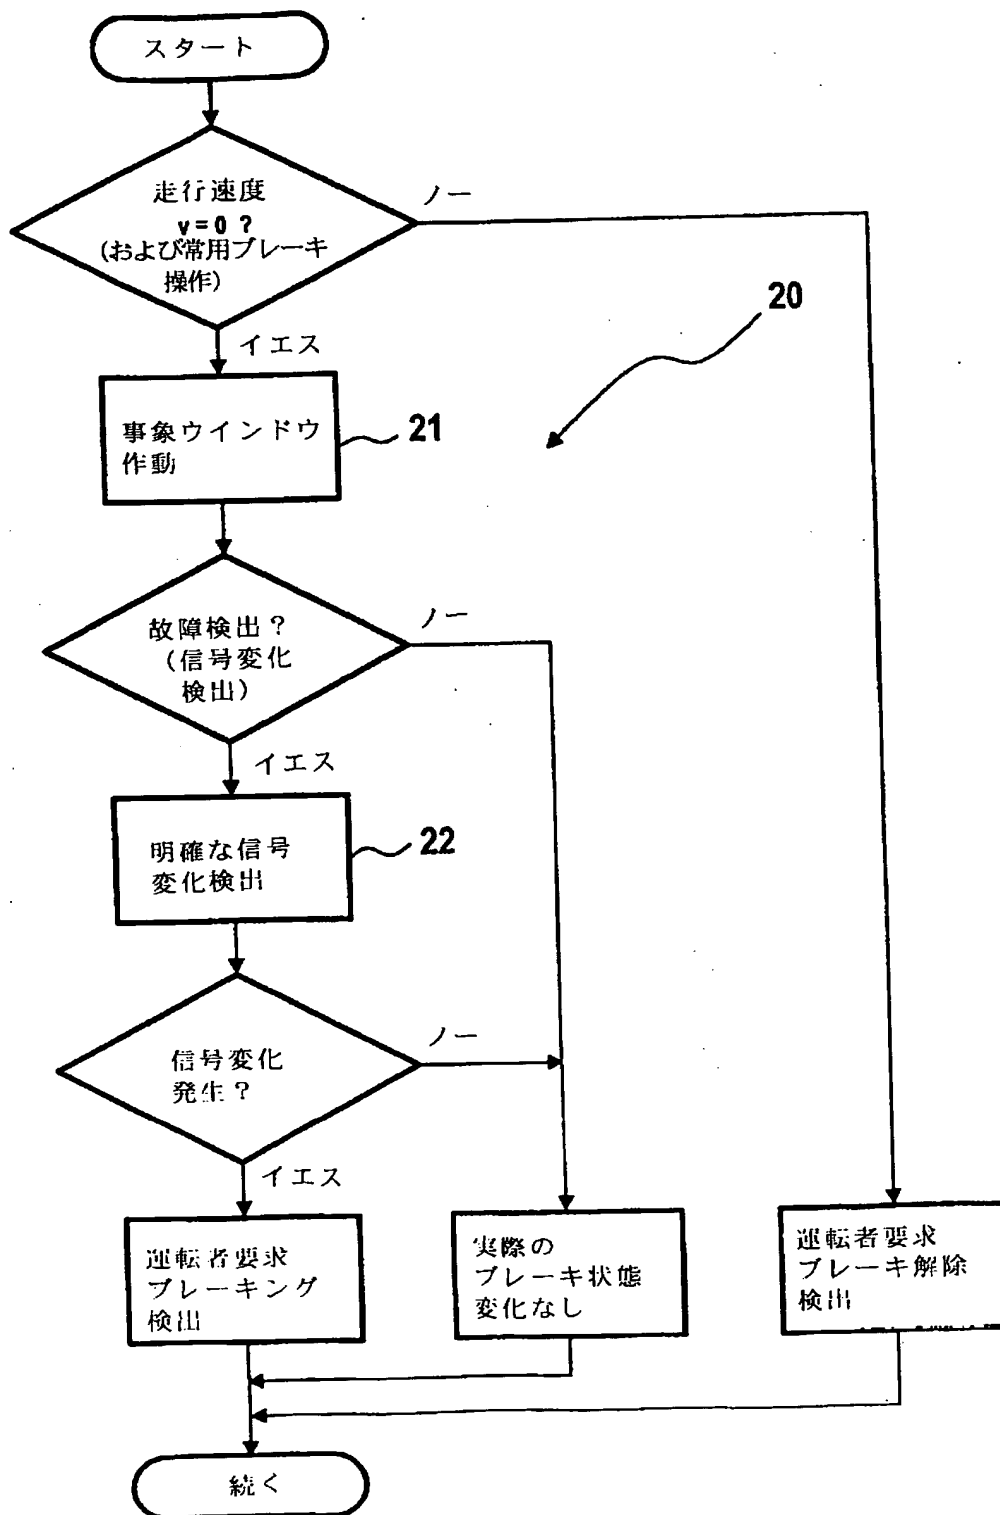 スタート
走行速度
v=0 ?
(および常用ブレーキ
操作)
ノー
イエス
20
事象ウインドウ
作動
21
故障検出?
(信号変化
検出)
ノー
イエス
明確な信号
変化検出
22
信号変化
発生?
ノー
イエス
運転者要求
ブレーキング
検出
実際の
ブレーキ状態
変化なし
運転者要求
ブレーキ解除
検出
続く